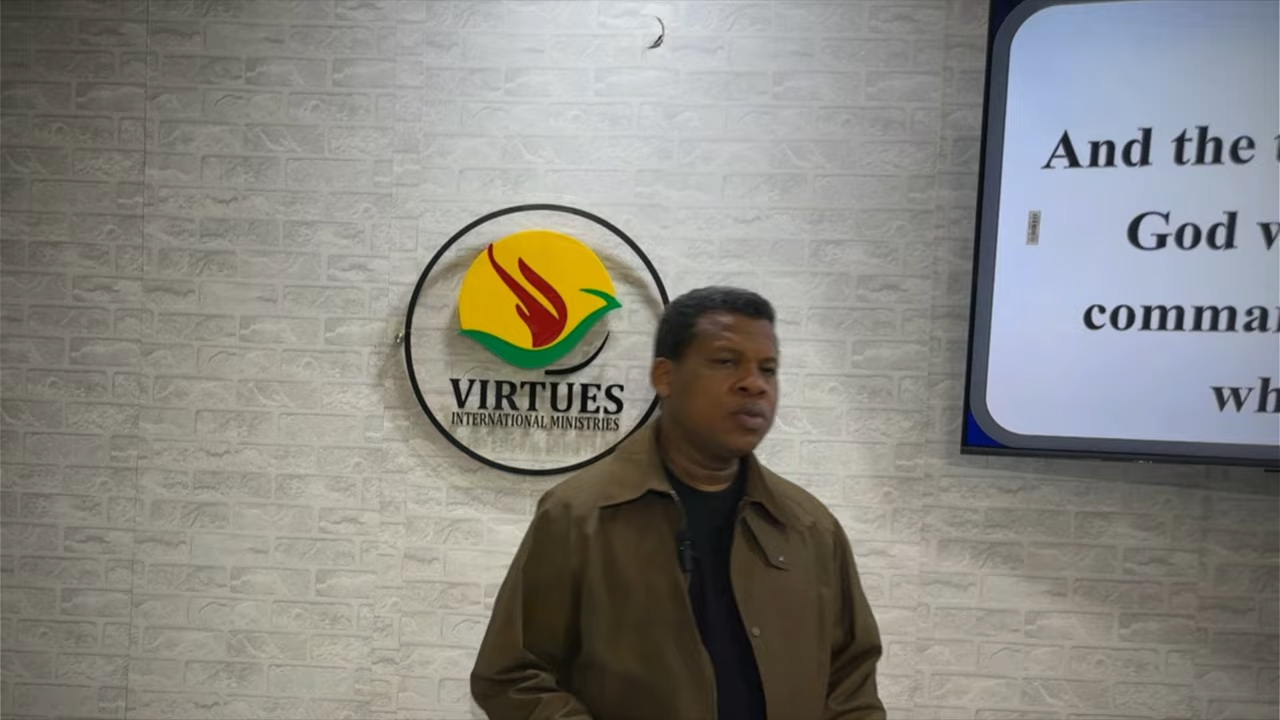 VIRTUES
INTERNATIONAL MINISTRIES
And the
God
comma
wh